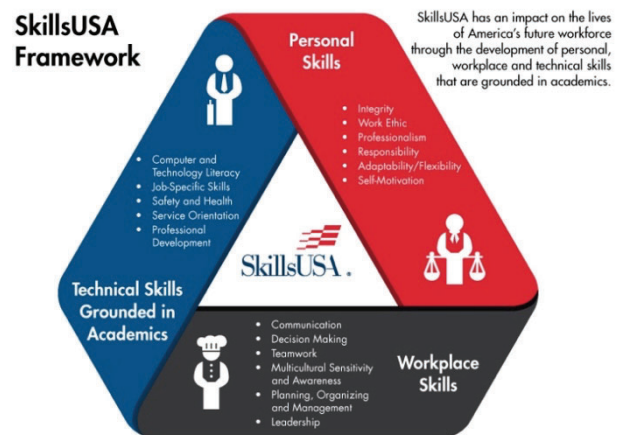 SkillsUSA
Framework
SkillsUSA has an impact on the lives
of America's future workforce
through the development of personal,
workplace and technical skills
that are grounded in academics.
Personal
Skills
• Integrity
• Work Ethic
• Professionalism
• Responsibility
• Adaptability/Flexibility
• Self-Motivation
• Computer and
Technology Literacy
• Job-Specific Skills
• Safety and Health
• Service Orientation
• Professional
Development
SkillsUSA®
Technical Skills
Grounded in
Academics
• Communication
• Decision Making
• Teamwork
• Multicultural Sensitivity
and Awareness
• Planning, Organizing
and Management
• Leadership
Workplace
Skills